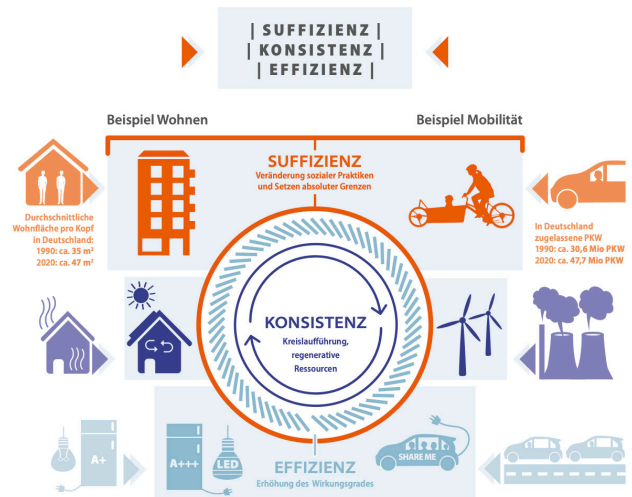 | SUFFIZIENZ |
| KONSISTENZ |
| EFFIZIENZ |
Beispiel Wohnen
Beispiel Mobilität
SUFFIZIENZ
Veränderung sozialer Praktiken
und Setzen absoluter Grenzen
Durchschnittliche
Wohnfläche pro Kopf
in Deutschland:
1990: ca. 35 m²
2020: ca. 47 m²
In Deutschland
zugelassene PKW
1990: ca. 30,6 Mio PKW
2020: ca. 47,7 Mio PKW
KONSISTENZ
Kreislaufführung,
regenerative
Ressourcen
A+
A+++
LED
SHARE ME
EFFIZIENZ
Erhöhung des Wirkungsgrades